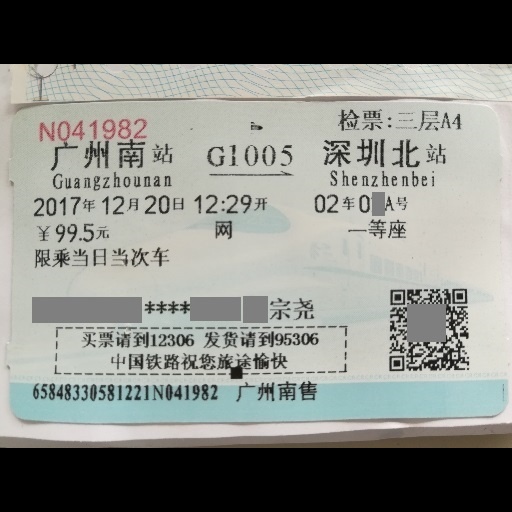 检票:三层A4
N041982
广州南站 G1005 深圳北站
Guangzhounan Shenzhenbei
2017年12月20日 12:29开 02车0 A号
￥99.5元 网 一等座
限乘当日当次车
**** 宗尧
买票请到12306 发货请到95306
中国铁路祝您旅途愉快
65848330581221N041982 广州南售